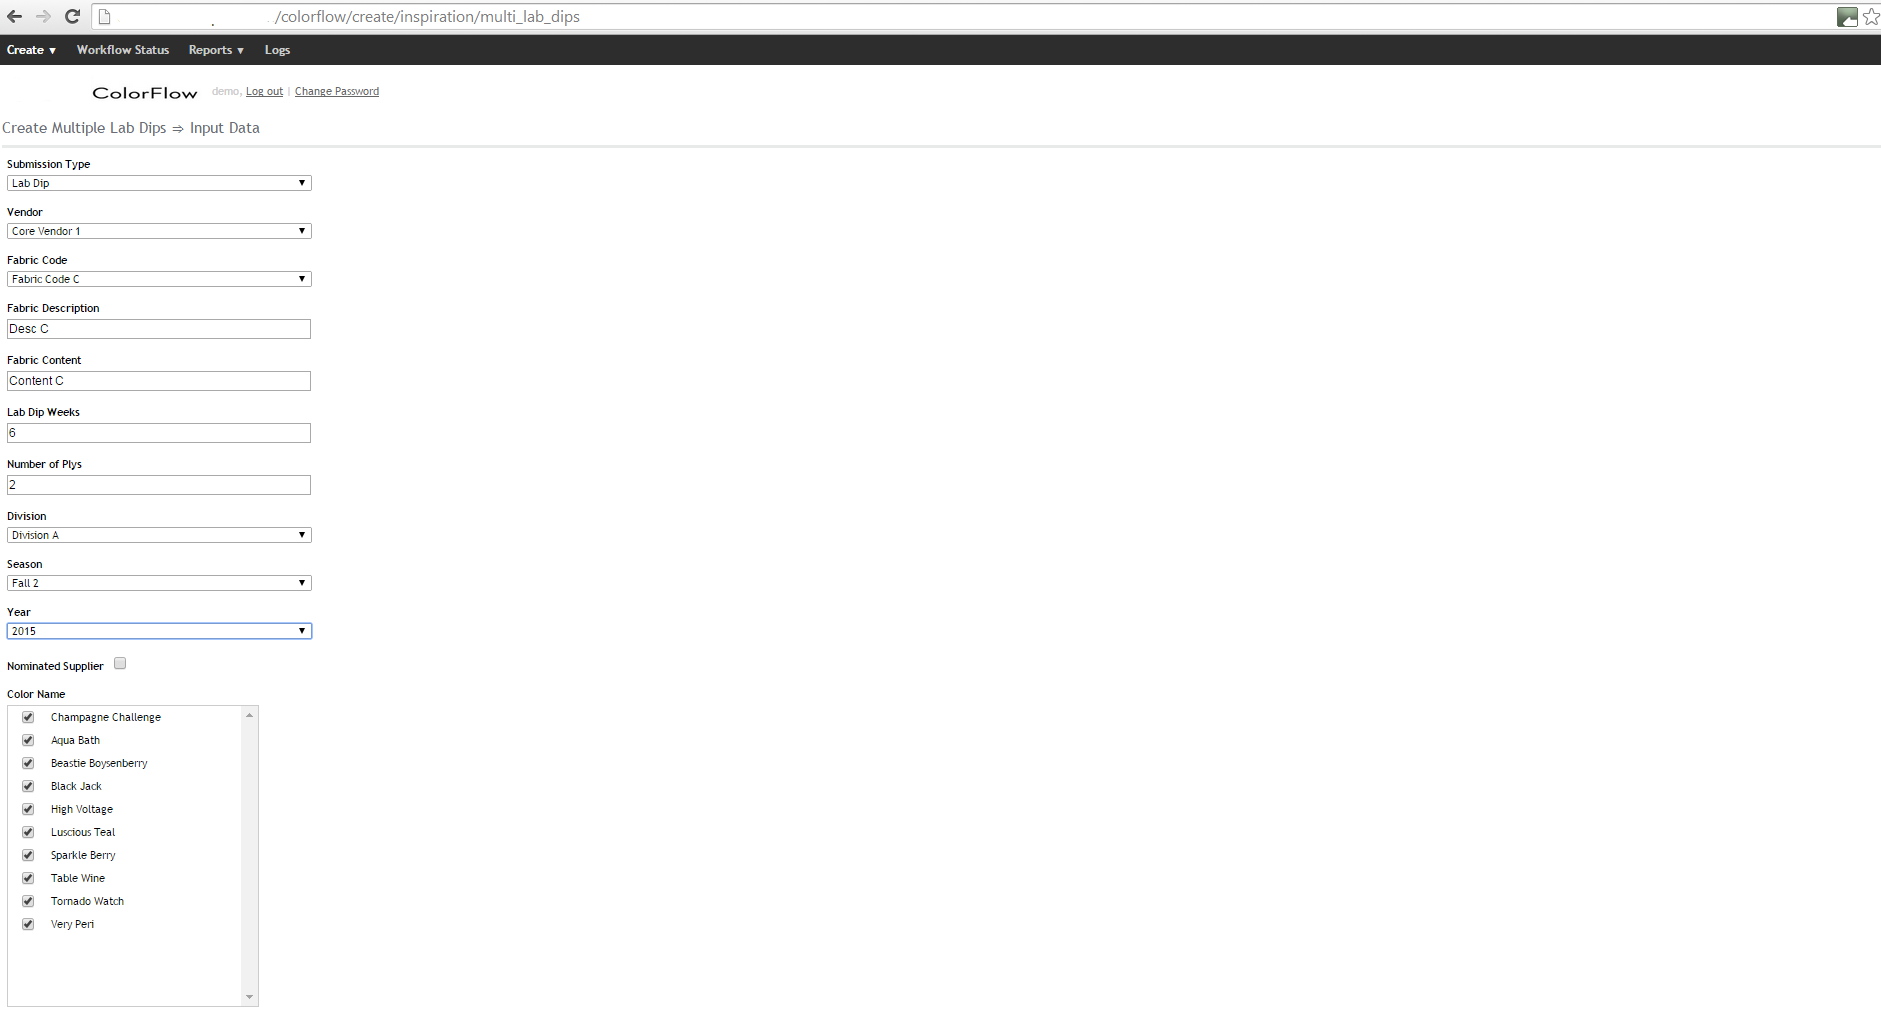 /colorflow/create/inspiration/multi_lab_dips
Create ▼ Workflow Status Reports ▼ Logs
ColorFlow demo, Log out | Change Password
Create Multiple Lab Dips ⇒ Input Data
Submission Type
Lab Dip
Vendor
Core Vendor 1
Fabric Code
Fabric Code C
Fabric Description
Desc C
Fabric Content
Content C
Lab Dip Weeks
6
Number of Plys
2
Division
Division A
Season
Fall 2
Year
2015
Nominated Supplier
Color Name
Champagne Challenge
Aqua Bath
Beastie Boysenberry
Black Jack
High Voltage
Luscious Teal
Sparkle Berry
Table Wine
Tornado Watch
Very Peri